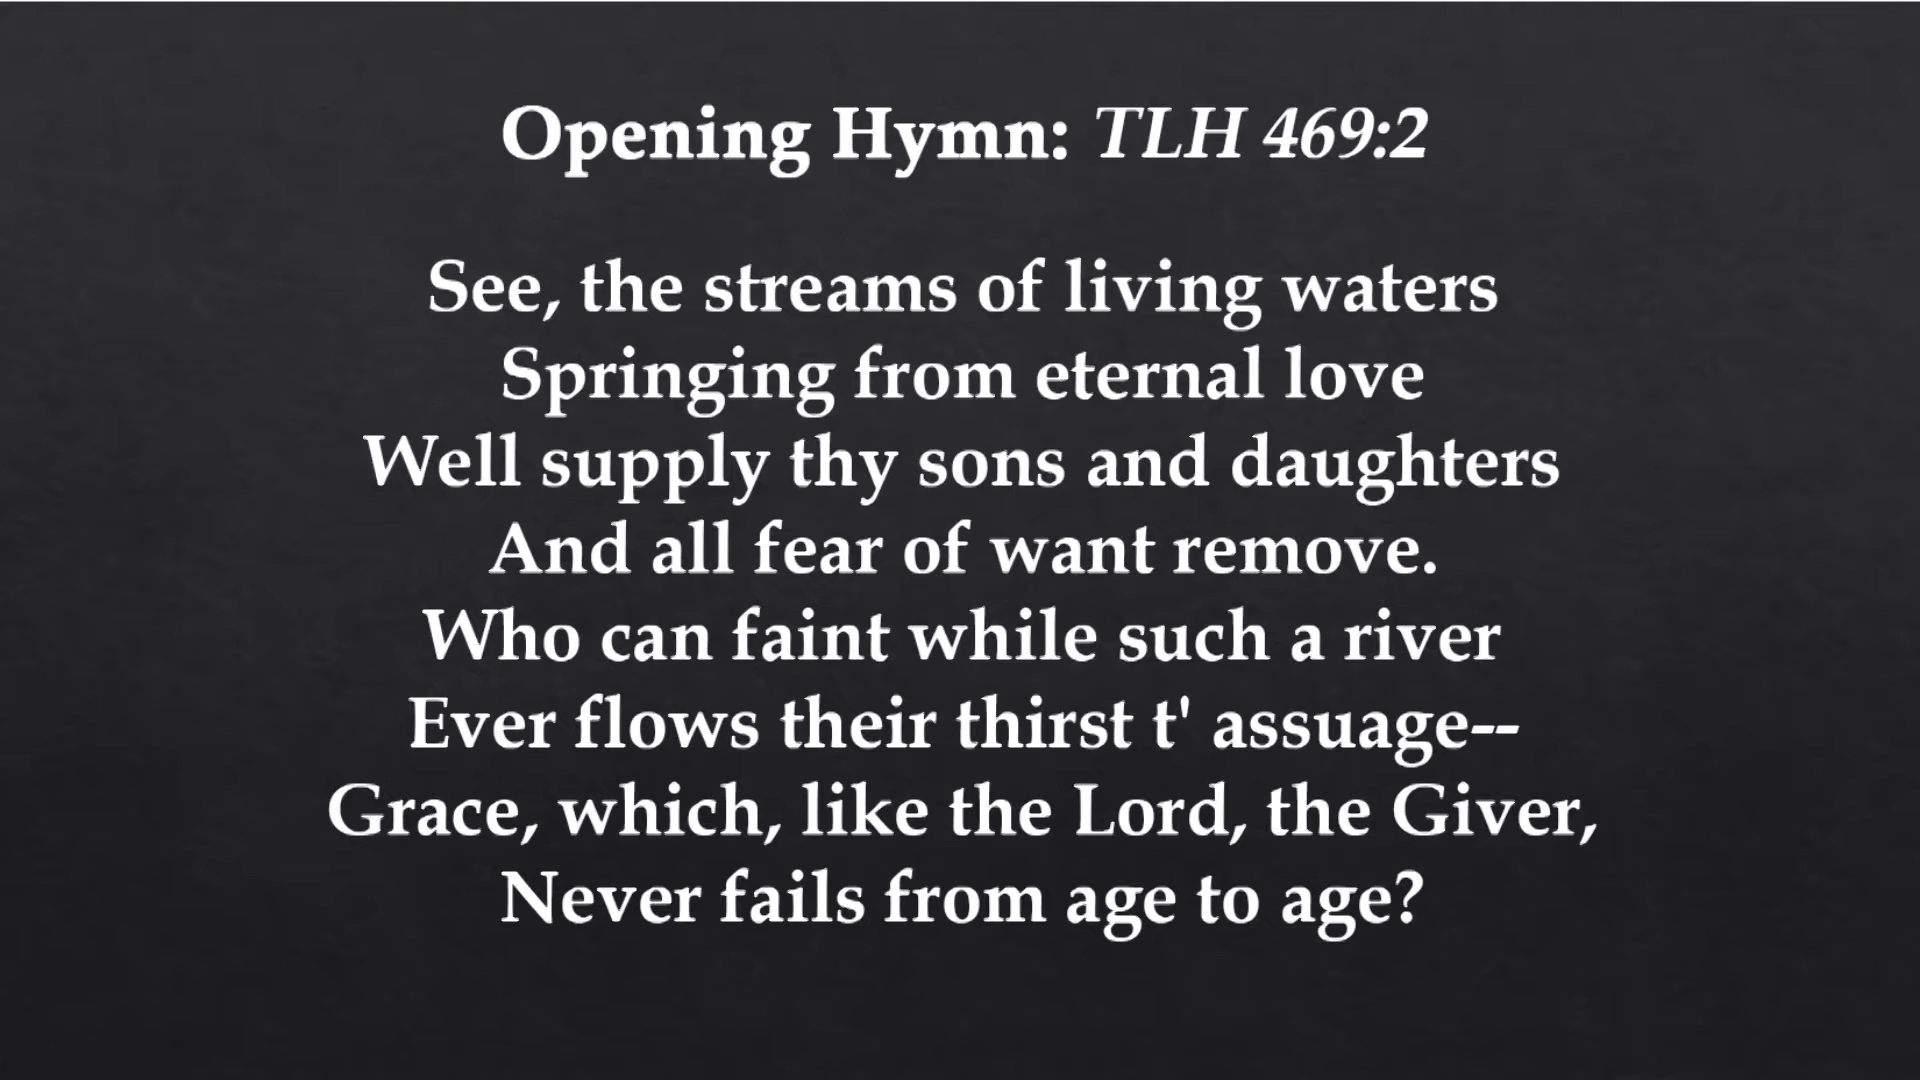 Opening Hymn: TLH 469:2
See, the streams of living waters
Springing from eternal love
Well supply thy sons and daughters
And all fear of want remove.
Who can faint while such a river
Ever flows their thirst t' assuage--
Grace, which, like the Lord, the Giver,
Never fails from age to age?